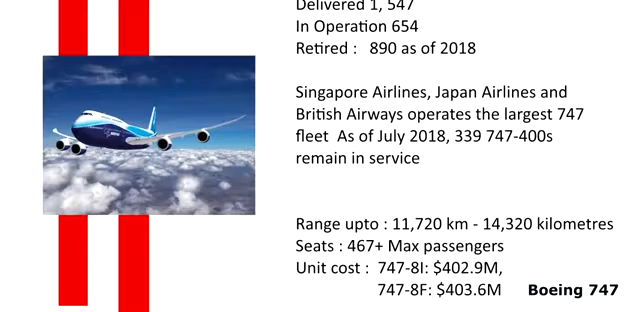 Delivered 1, 547
In Operation 654
Retired :   890 as of 2018
Singapore Airlines, Japan Airlines and
British Airways operates the largest 747
fleet  As of July 2018, 339 747-400s
remain in service
Range upto : 11,720 km - 14,320 kilometres
Seats : 467+ Max passengers
Unit cost :  747-8I: $402.9M,
747-8F: $403.6M
Boeing 747